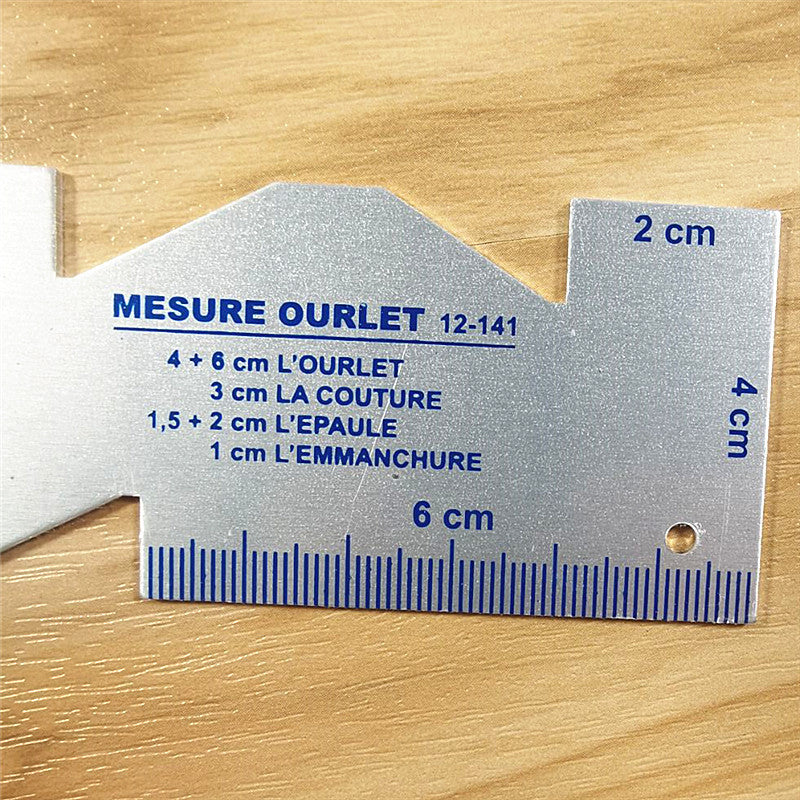 2 cm
MESURE OURLET 12-141
4 + 6 cm L'OURLET
3 cm LA COUTURE
1,5 + 2 cm L'EPAULE
1 cm L'EMMANCHURE
4 cm
6 cm